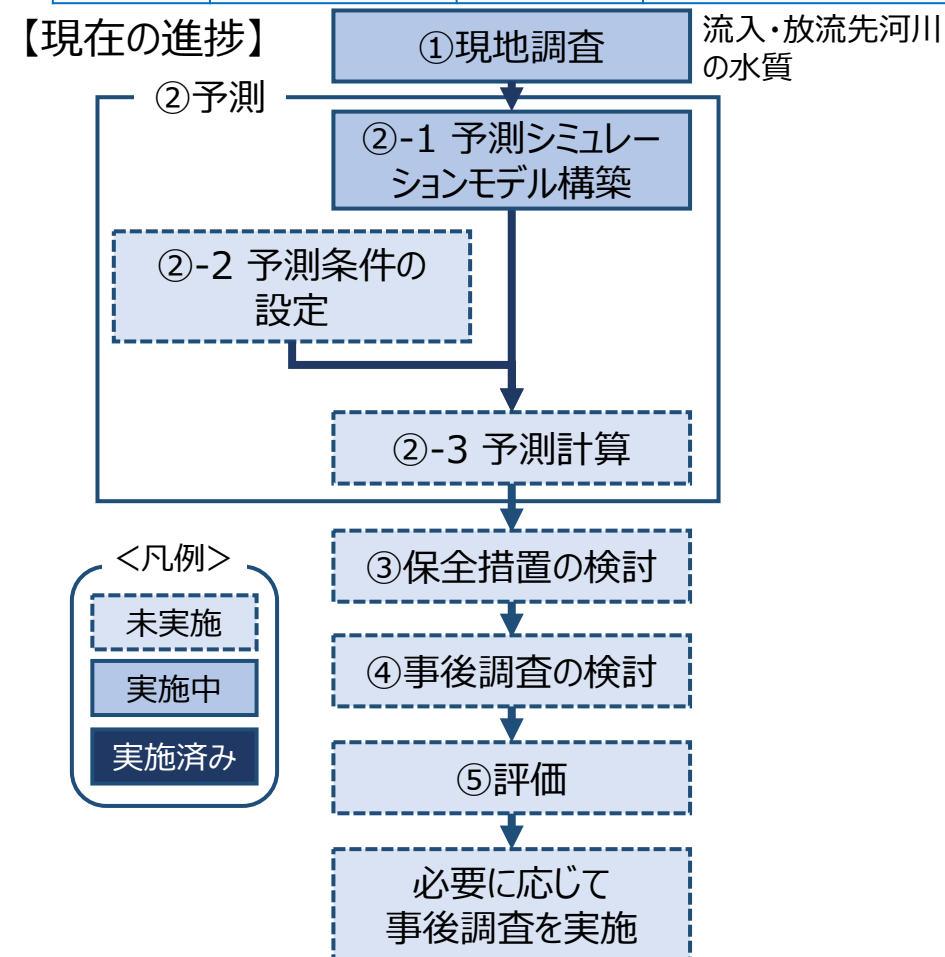 【現在の進捗】
①現地調査
流入・放流先河川
の水質
②予測
②-1 予測シミュレー
ションモデル構築
②-2 予測条件の
設定
②-3 予測計算
③保全措置の検討
④事後調査の検討
⑤評価
必要に応じて
事後調査を実施
<凡例>
未実施
実施中
実施済み